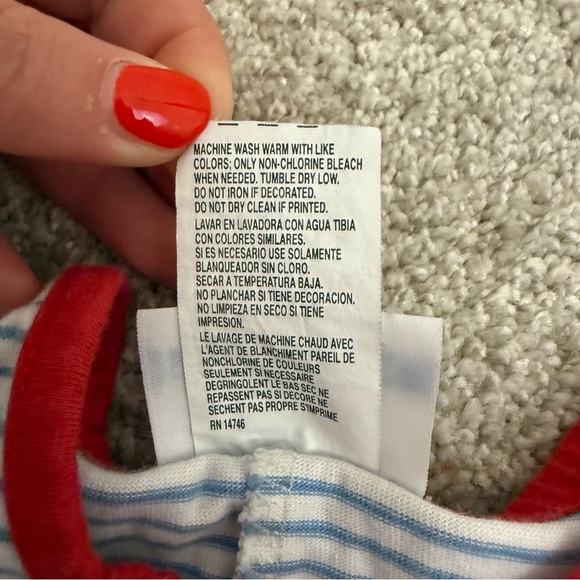 MACHINE WASH WARM WITH LIKE
COLORS; ONLY NON-CHLORINE BLEACH
WHEN NEEDED. TUMBLE DRY LOW.
DO NOT IRON IF DECORATED.
DO NOT DRY CLEAN IF PRINTED.
LAVAR EN LAVADORA CON AGUA TIBIA
CON COLORES SIMILARES.
SI ES NECESARIO USE SOLAMENTE
BLANQUEADOR SIN CLORO.
SECAR A TEMPERATURA BAJA.
NO PLANCHAR SI TIENE DECORACION.
NO LIMPIEZA EN SECO SI TIENE
IMPRESION.
LE LAVAGE DE MACHINE CHAUD AVEC
L'AGENT DE BLANCHIMENT PAREIL DE
NONCHLORINE DE COULEURS
SEULEMENT SI NECESSAIRE
DEGRINGOLENT LE BAS SEC NE
REPASSENT PAS SI DECORE NE
SECHENT PAS PROPRE S'IMPRIME
RN 14746